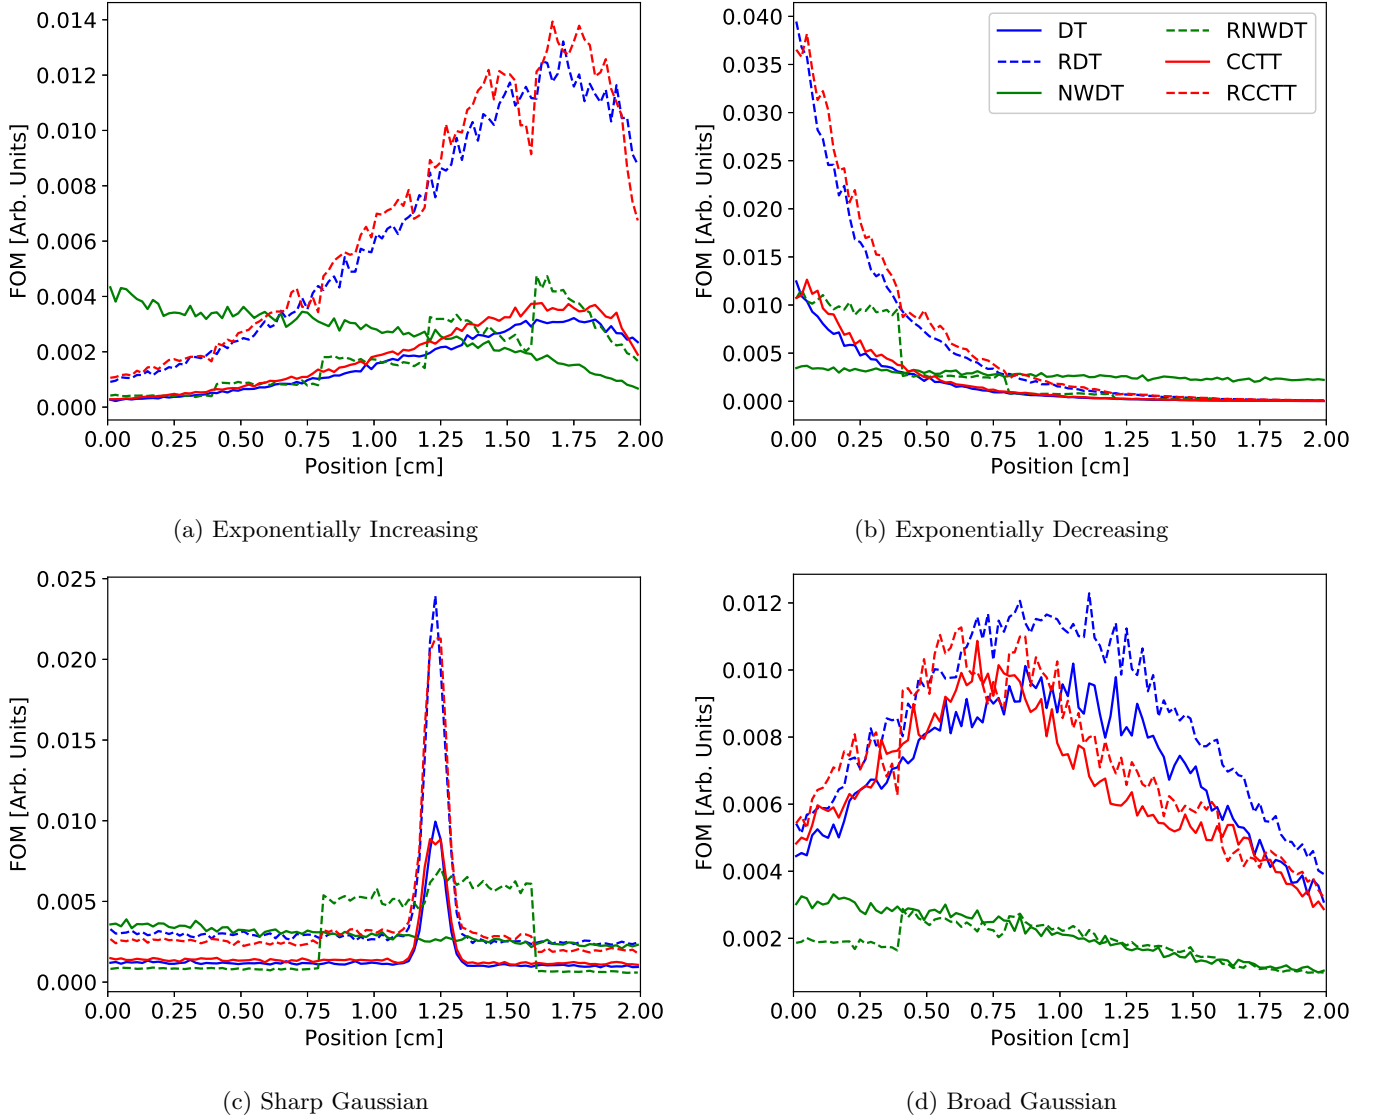 FOM [Arb. Units]
0.014
0.012
0.010
0.008
0.006
0.004
0.002
0.000
0.00 0.25 0.50 0.75 1.00 1.25 1.50 1.75 2.00
Position [cm]
(a) Exponentially Increasing
FOM [Arb. Units]
0.040
0.035
0.030
0.025
0.020
0.015
0.010
0.005
0.000
DT
RDT
NWDT
RNWDT
CCTT
RCCTT
0.00 0.25 0.50 0.75 1.00 1.25 1.50 1.75 2.00
Position [cm]
(b) Exponentially Decreasing
FOM [Arb. Units]
0.025
0.020
0.015
0.010
0.005
0.000
0.00 0.25 0.50 0.75 1.00 1.25 1.50 1.75 2.00
Position [cm]
(c) Sharp Gaussian
FOM [Arb. Units]
0.012
0.010
0.008
0.006
0.004
0.002
0.00 0.25 0.50 0.75 1.00 1.25 1.50 1.75 2.00
Position [cm]
(d) Broad Gaussian